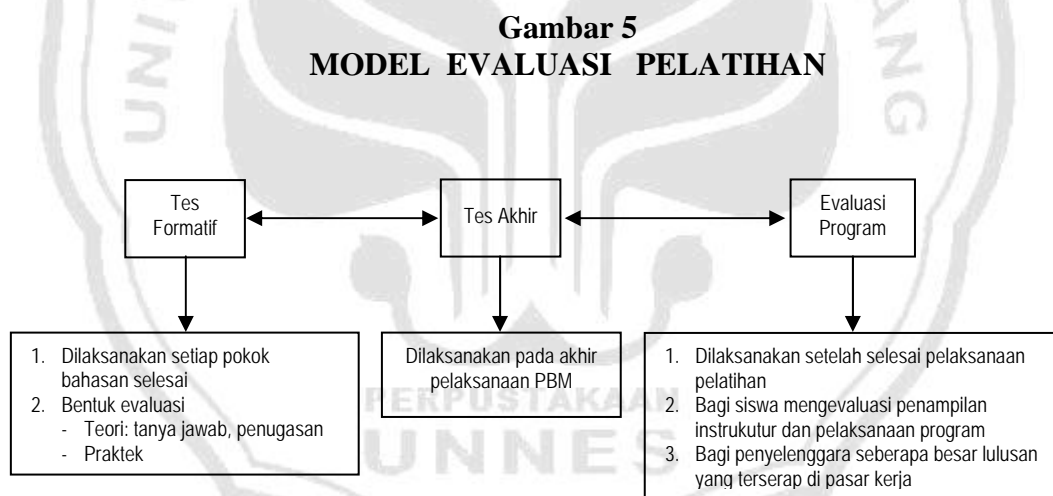 Gambar 5
MODEL EVALUASI PELATIHAN
Tes
Formatif
Tes Akhir
Evaluasi
Program
1. Dilaksanakan setiap pokok
bahasan selesai
2. Bentuk evaluasi
- Teori: tanya jawab, penugasan
- Praktek
Dilaksanakan pada akhir
pelaksanaan PBM
1. Dilaksanakan setelah selesai pelaksanaan
pelatihan
2. Bagi siswa mengevaluasi penampilan
instrukutur dan pelaksanaan program
3. Bagi penyelenggara seberapa besar lulusan
yang terserap di pasar kerja
PERPUSTAKAAN
UNNES
UNI
ANG